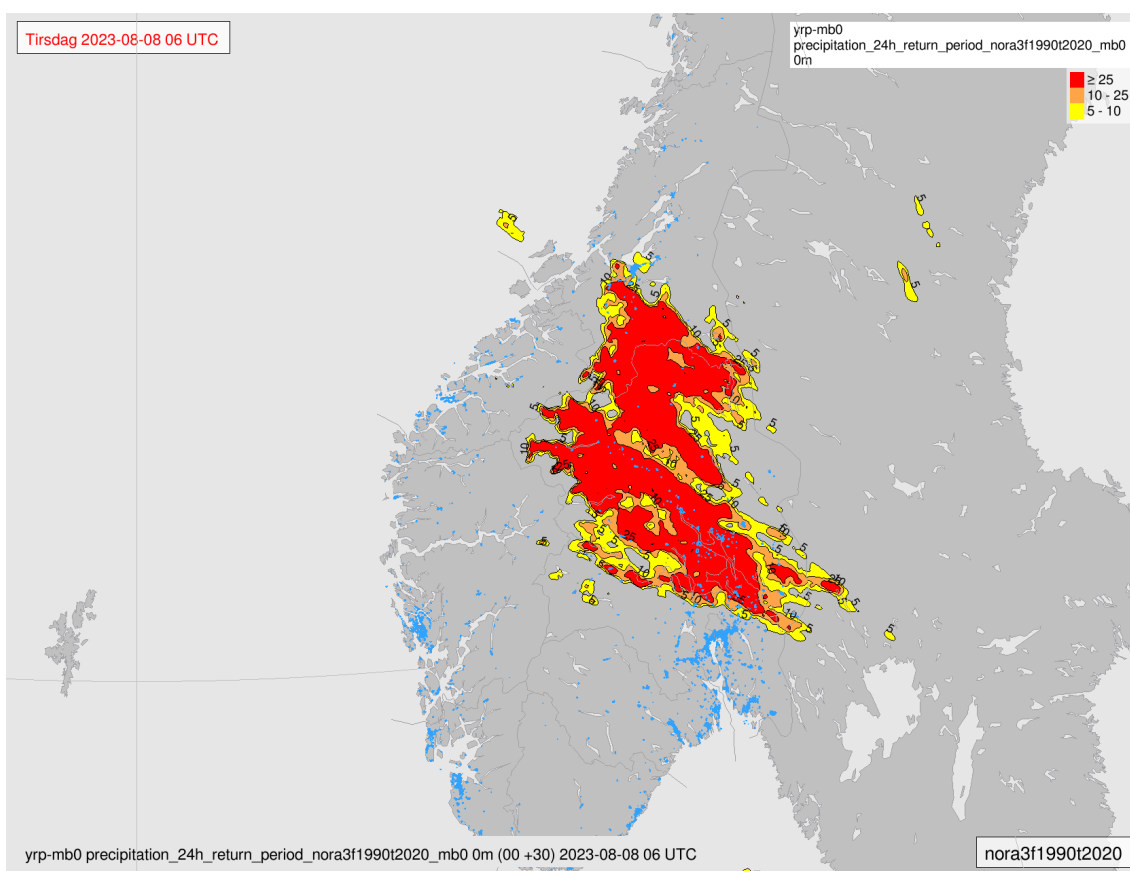 Tirsdag 2023-08-08 06 UTC
yrp-mb0
precipitation_24h_return_period_nora3f1990t2020_mb0
0m
≥ 25
10 - 25
5 - 10
yrp-mb0 precipitation_24h_return_period_nora3f1990t2020_mb0 0m (00 +30) 2023-08-08 06 UTC
nora3f1990t2020